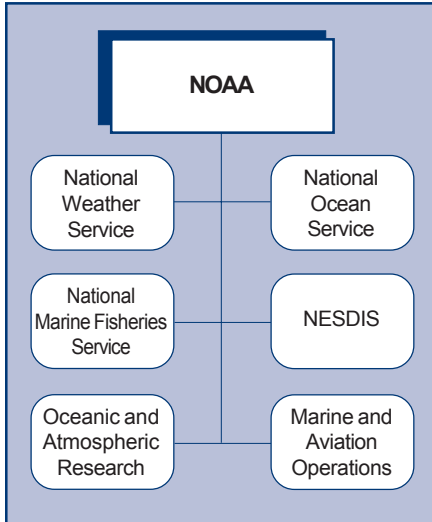 NOAA
National
Weather
Service
National
Ocean
Service
National
Marine Fisheries
Service
NESDIS
Oceanic and
Atmospheric
Research
Marine and
Aviation
Operations